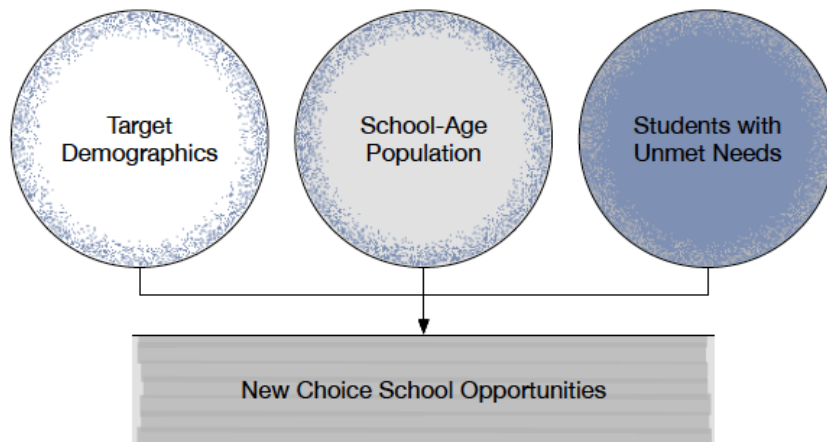 Target
Demographics
School-Age
Population
Students with
Unmet Needs
New Choice School Opportunities